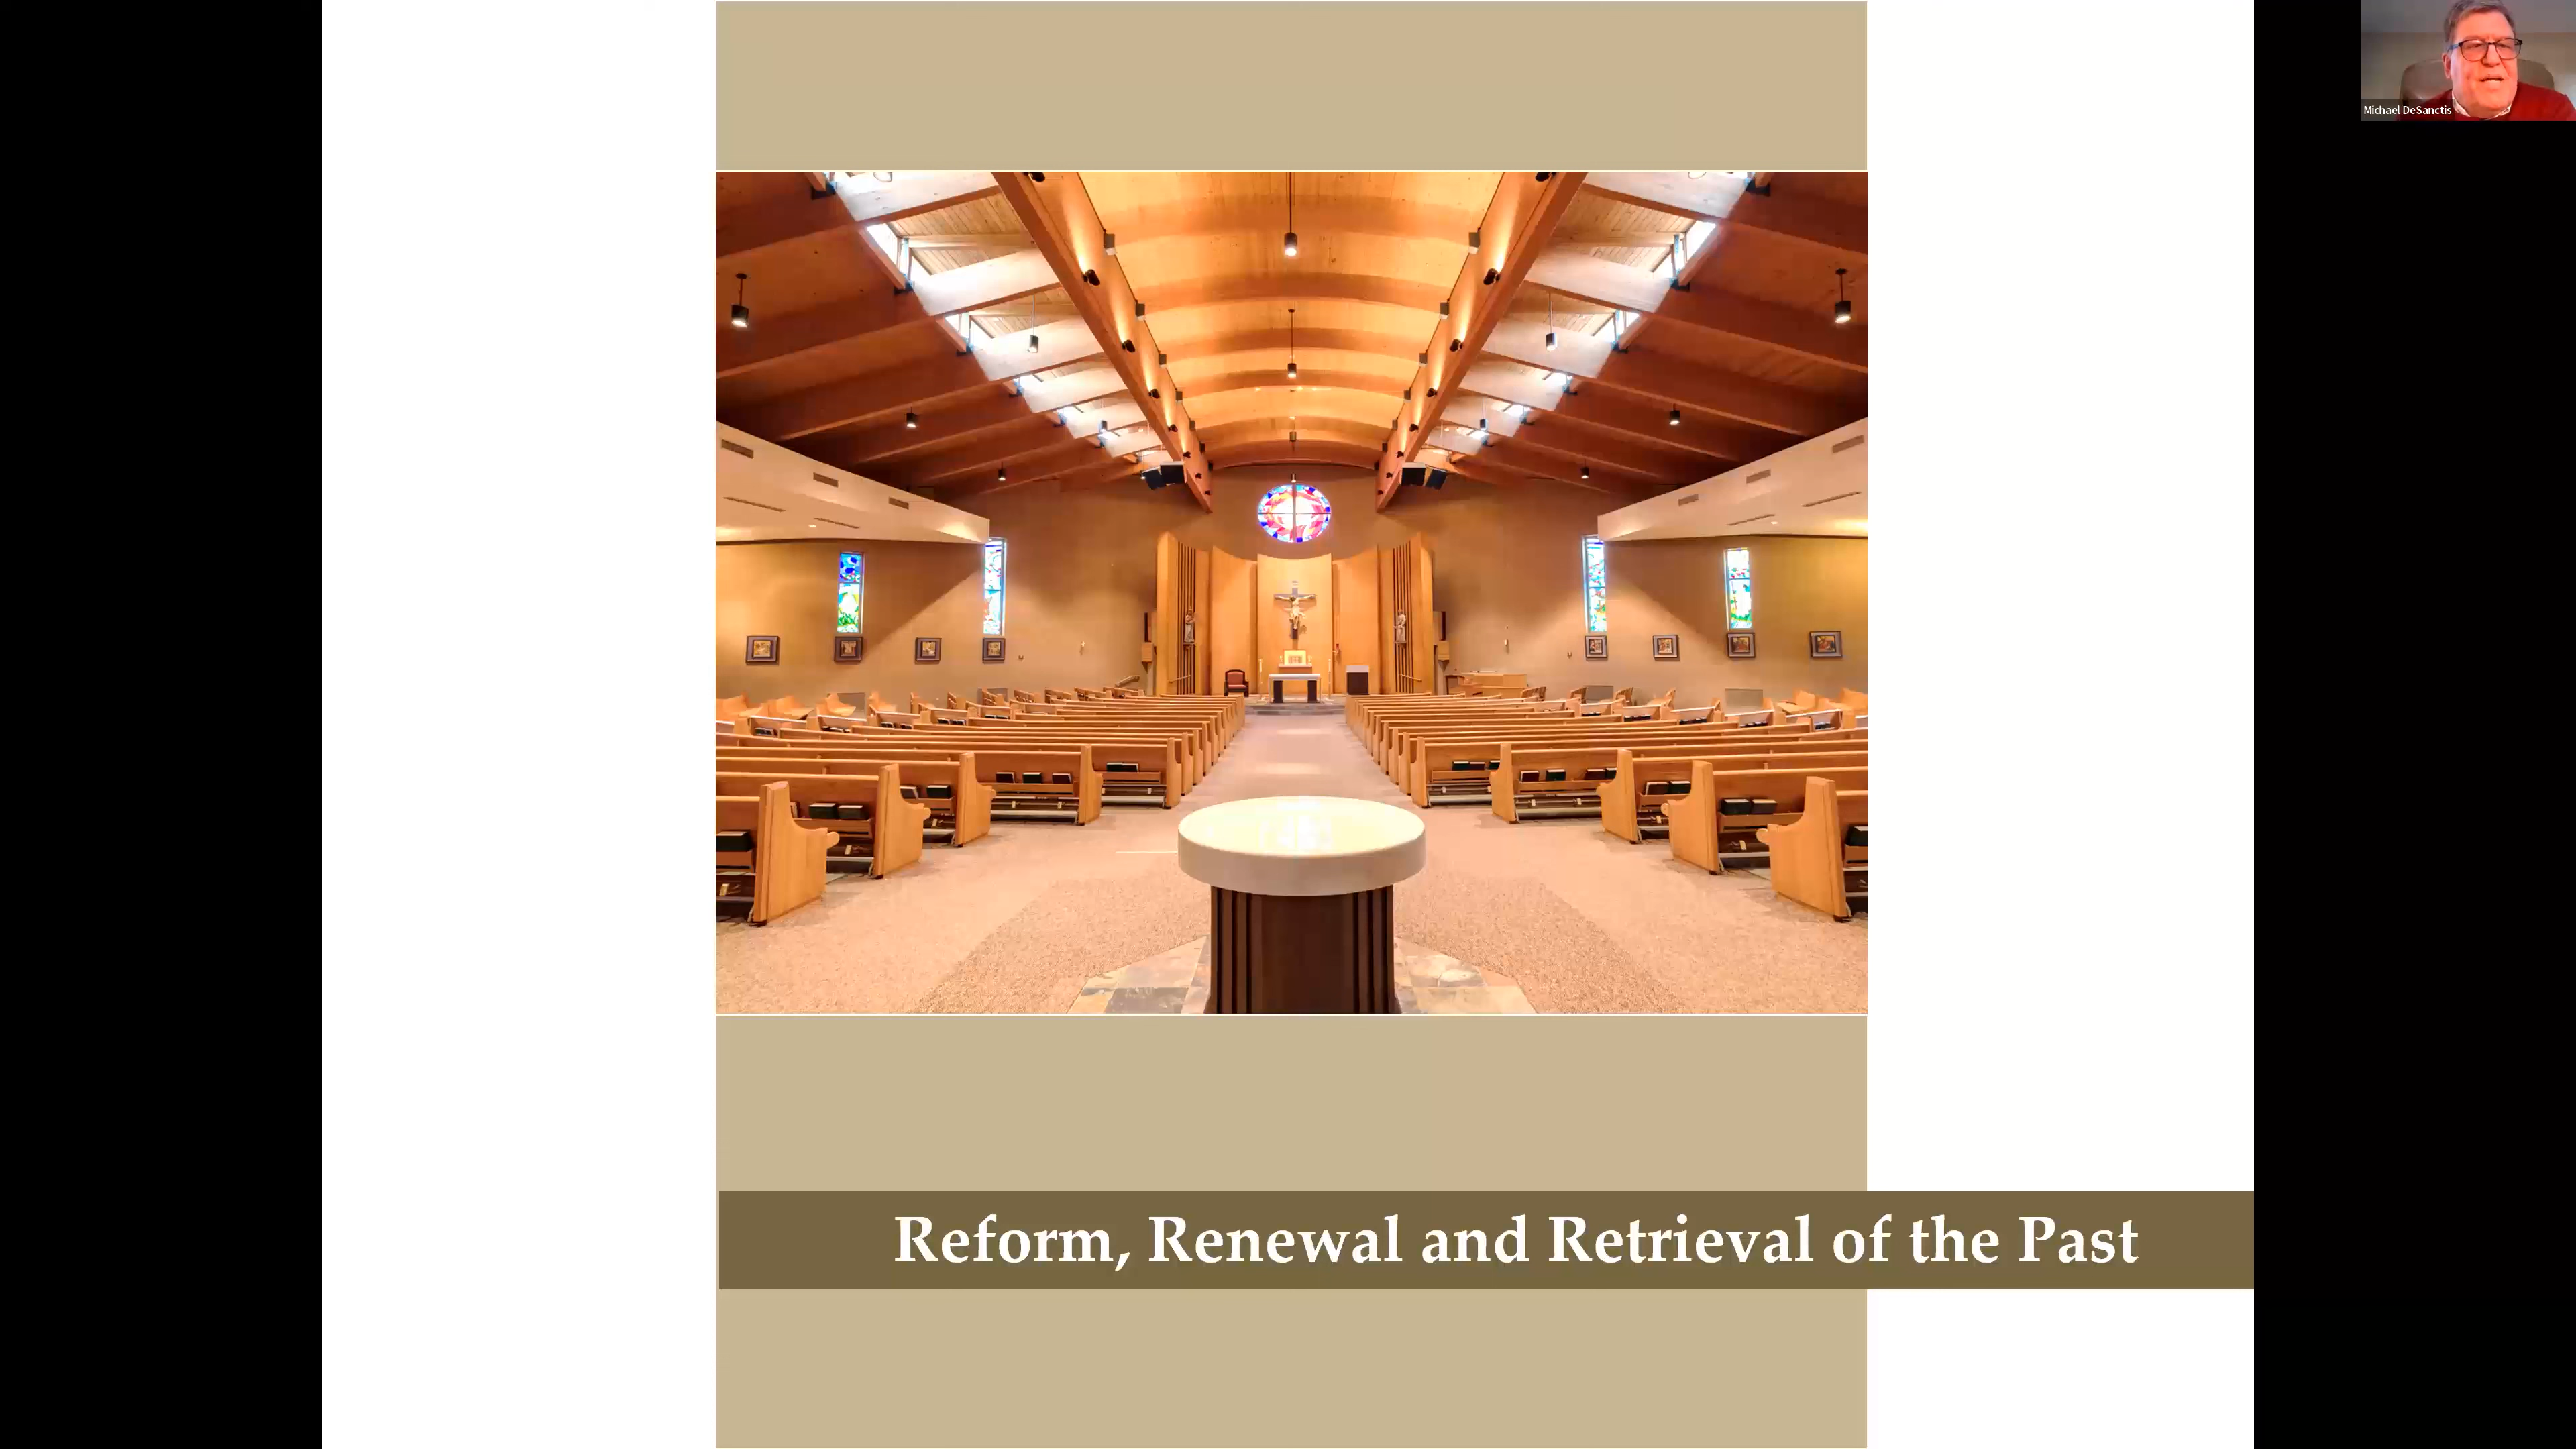 Michael DeSanctis
Reform, Renewal and Retrieval of the Past